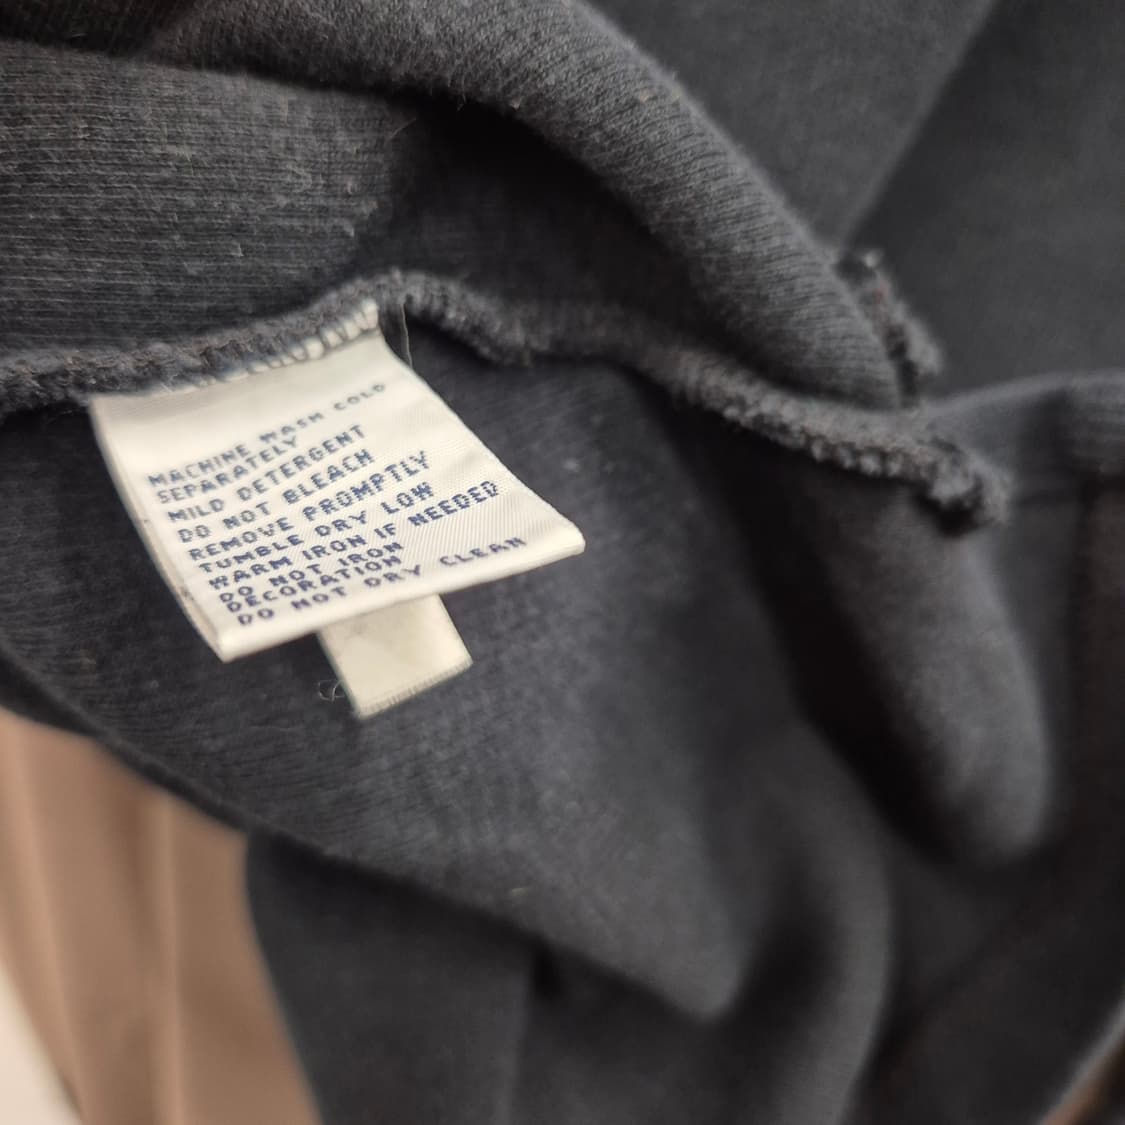 MACHINE WASH COLD
SEPARATELY
MILD DETERGENT
DO NOT BLEACH
REMOVE PROMPTLY
TUMBLE DRY LOW
WARM IRON IF NEEDED
DO NOT IRON
DECORATION
DO NOT DRY CLEAN